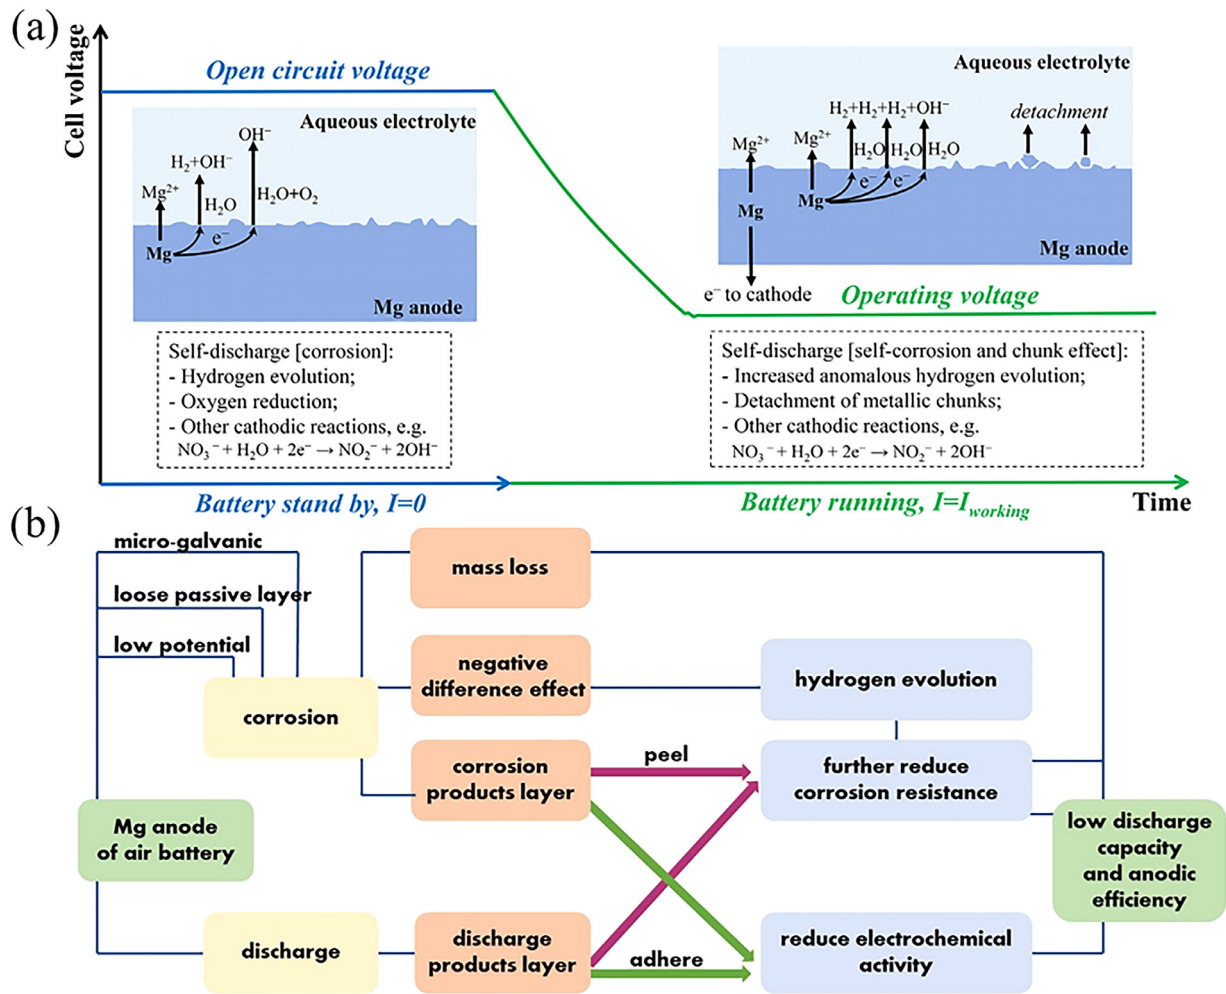 (a)
Cell voltage
Open circuit voltage
Aqueous electrolyte
OH⁻
H₂+OH⁻
Mg²⁺
H₂O
H₂O+O₂
e⁻
Mg
Mg anode
Self-discharge [corrosion]:
- Hydrogen evolution;
- Oxygen reduction;
- Other cathodic reactions, e.g.
NO₃⁻ + H₂O + 2e⁻ → NO₂⁻ + 2OH⁻
Aqueous electrolyte
H₂+H₂+H₂+OH⁻
detachment
Mg²⁺
Mg²⁺
H₂O
H₂O
H₂O
e⁻
e⁻
Mg
Mg
Mg anode
e⁻ to cathode
Operating voltage
Self-discharge [self-corrosion and chunk effect]:
- Increased anomalous hydrogen evolution;
- Detachment of metallic chunks;
- Other cathodic reactions, e.g.
NO₃⁻ + H₂O + 2e⁻ → NO₂⁻ + 2OH⁻
Battery stand by, I=0
Battery running, I=I_working
Time
(b)
micro-galvanic
loose passive layer
low potential
corrosion
mass loss
negative
difference effect
hydrogen evolution
corrosion
products layer
peel
further reduce
corrosion resistance
Mg anode
of air battery
low discharge
capacity
and anodic
efficiency
discharge
discharge
products layer
adhere
reduce electrochemical
activity